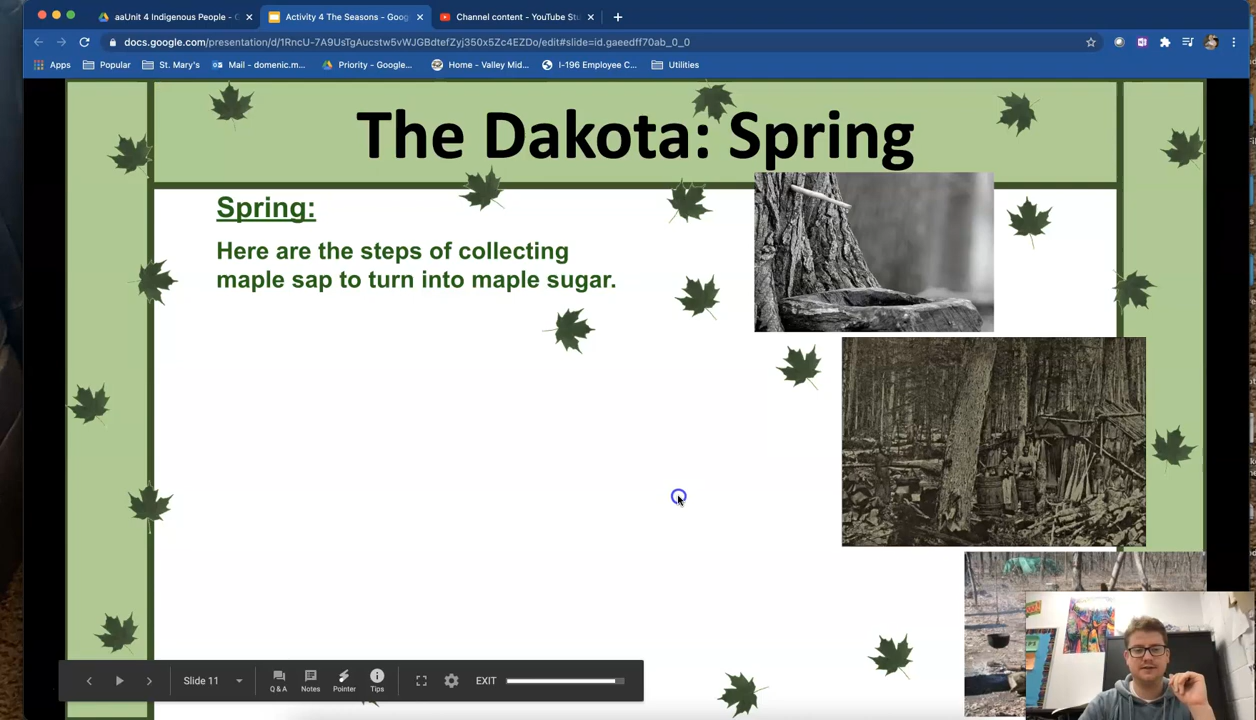 aaUnit 4 Indigenous People - G
Activity 4 The Seasons - Goog
Channel content - YouTube Stu
docs.google.com/presentation/d/1RncU-7A9UsTgAucstw5vWJGBdtefZyj350x5Zc4EZDo/edit#slide=id.gaeedff70ab_0_0
Apps Popular St. Mary's Mail - domenic.m... Priority - Google... Home - Valley Mid... I-196 Employee C... Utilities
The Dakota: Spring
Spring:
Here are the steps of collecting
maple sap to turn into maple sugar.
Slide 11
Q & A
Notes
Pointer
Tips
EXIT